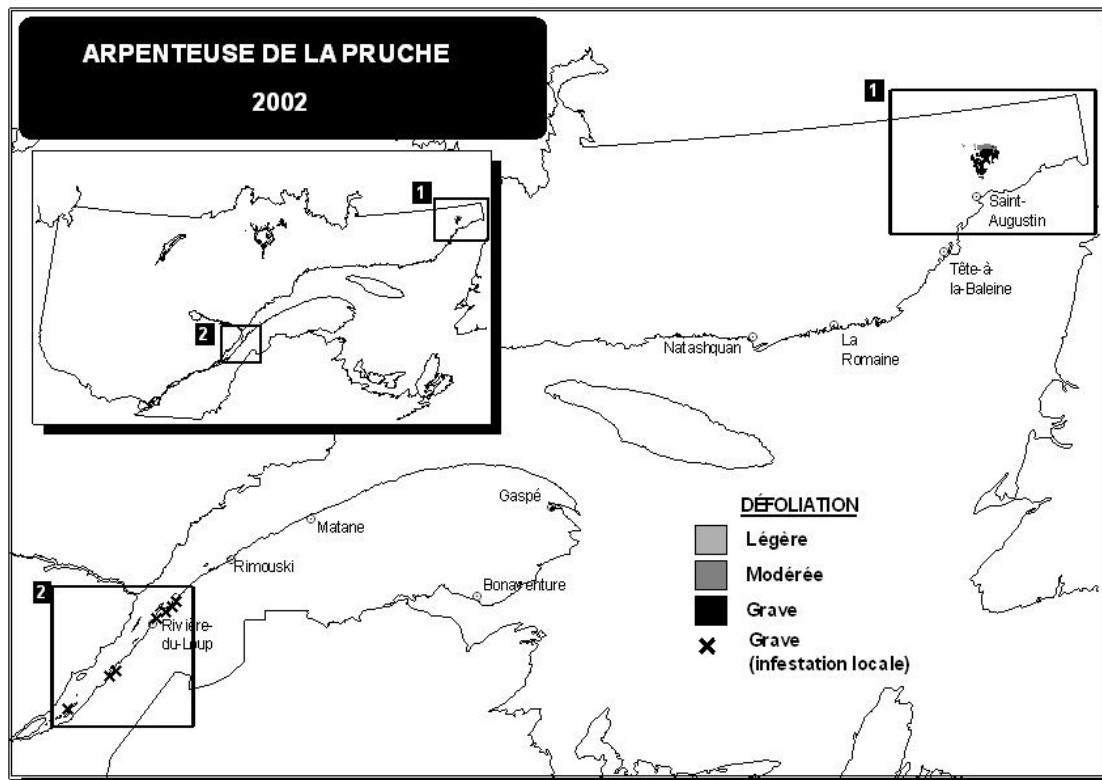 ARPENTEUSE DE LA PRUCHE
2002
1
1
2
Saint-
Augustin
Tête-à
la-Baleine
La
Romaine
Natashquan
Gaspé
Matane
Rimouski
Bonaventure
2
Rivière-
du-Loup
DÉFOLIATION
Légère
Modérée
Grave
Grave
(infestation locale)